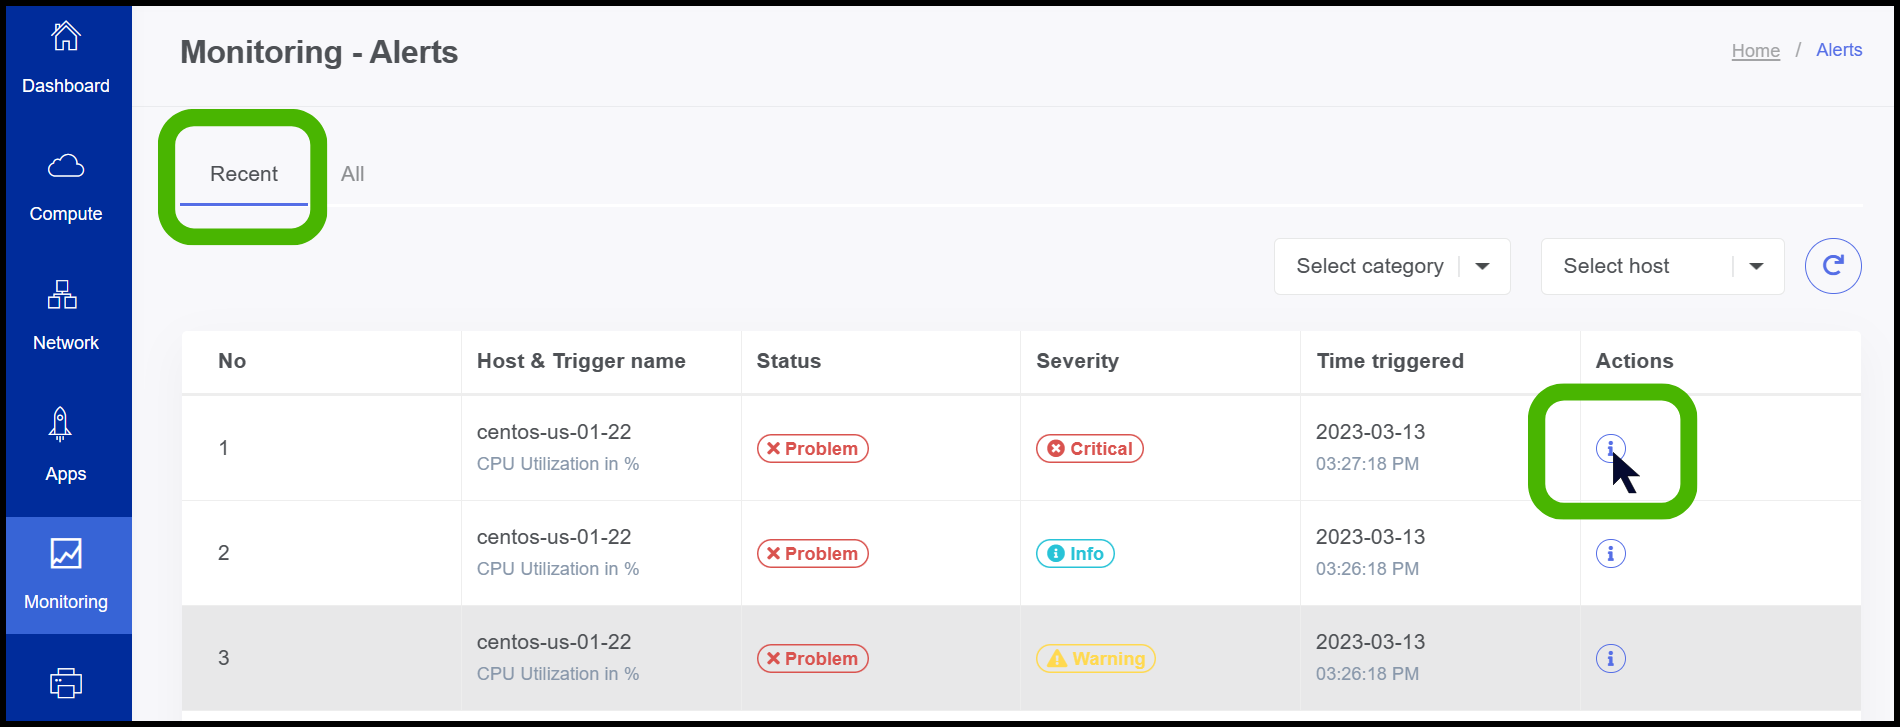 Dashboard
Compute
Network
Apps
Monitoring
Monitoring - Alerts
Home / Alerts
Recent
All
Select category
Select host
No
Host & Trigger name
Status
Severity
Time triggered
Actions
1
centos-us-01-22
CPU Utilization in %
Problem
Critical
2023-03-13
03:27:18 PM
2
centos-us-01-22
CPU Utilization in %
Problem
Info
2023-03-13
03:26:18 PM
3
centos-us-01-22
CPU Utilization in %
Problem
Warning
2023-03-13
03:26:18 PM